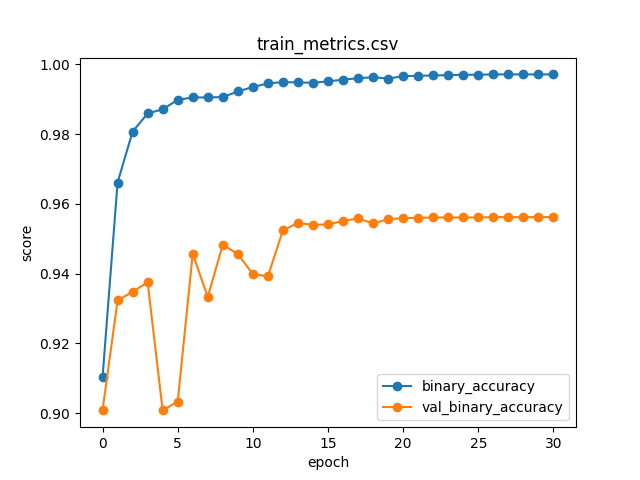 train_metrics.csv
1.00
0.98
0.96
0.94
0.92
0.90
score
0 5 10 15 20 25 30
epoch
binary_accuracy
val_binary_accuracy